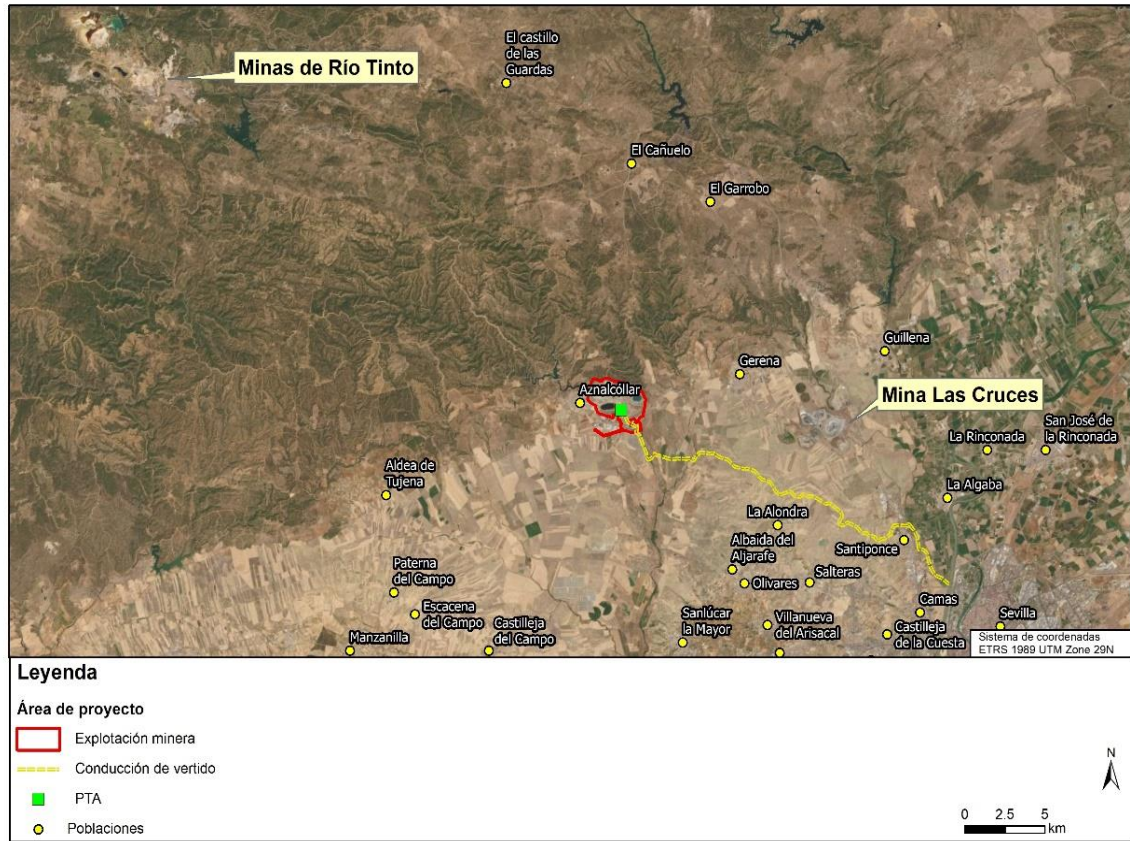 El castillo
de las
Guardas
Minas de Río Tinto
El Cañuelo
El Garrobo
Guillena
Gerena
Aznalcóllar
Mina Las Cruces
San José de
la Rinconada
La Rinconada
Aldea de
Tujena
La Algaba
La Alondra
Santiponce
Albaida del
Aljarafe
Olivares
Salteras
Paterna
del Campo
Escacena
del Campo
Camas
Sevilla
Sanlúcar
la Mayor
Villanueva
del Arisacal
Castilleja
de la Cuesta
Manzanilla
Castilleja
del Campo
Sistema de coordenadas
ETRS 1989 UTM Zone 29N
Leyenda
Área de proyecto
Explotación minera
Conducción de vertido
PTA
Poblaciones
N
0 2.5 5
km